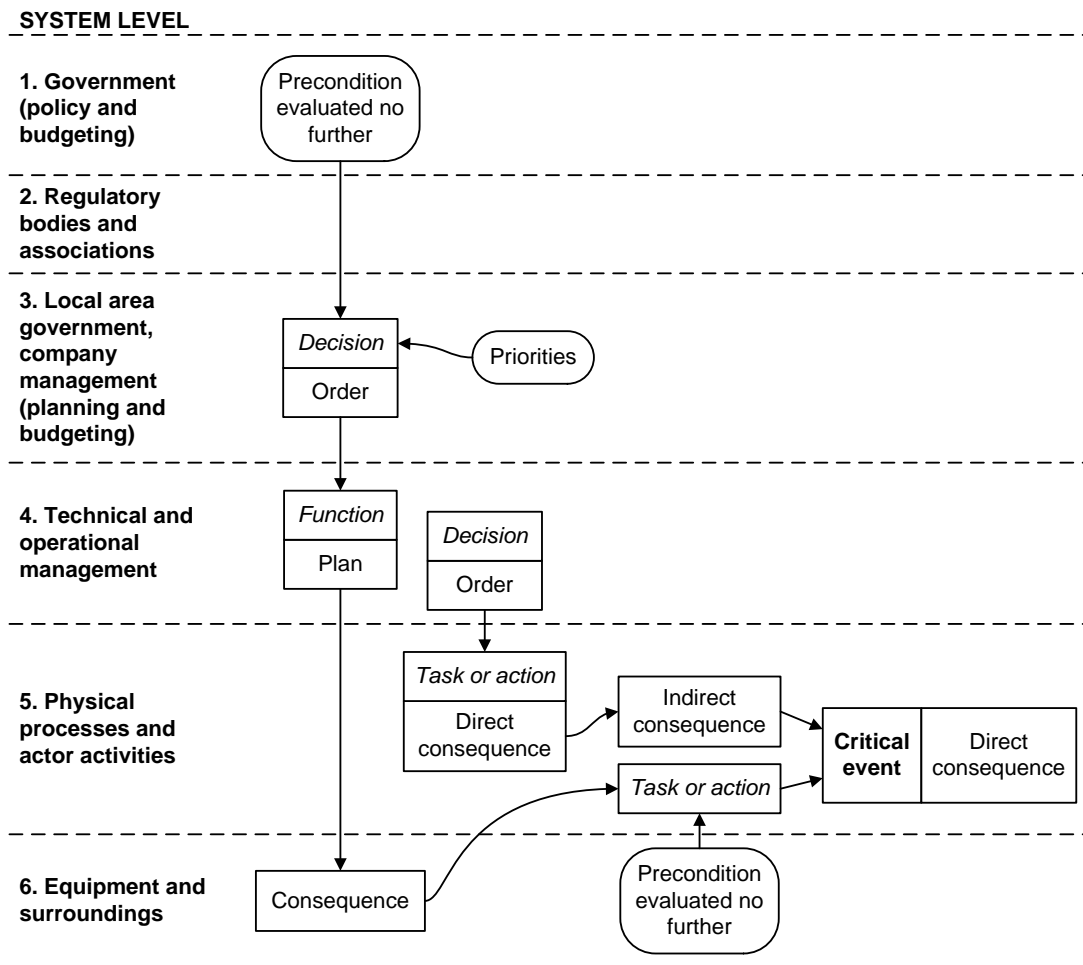 SYSTEM LEVEL
1. Government
(policy and
budgeting)
Precondition
evaluated no
further
2. Regulatory
bodies and
associations
3. Local area
government,
company
management
(planning and
budgeting)
Decision
Order
Priorities
4. Technical and
operational
management
Function
Plan
Decision
Order
5. Physical
processes and
actor activities
Task or action
Direct
consequence
Indirect
consequence
Task or action
Critical
event
Direct
consequence
6. Equipment and
surroundings
Consequence
Precondition
evaluated no
further